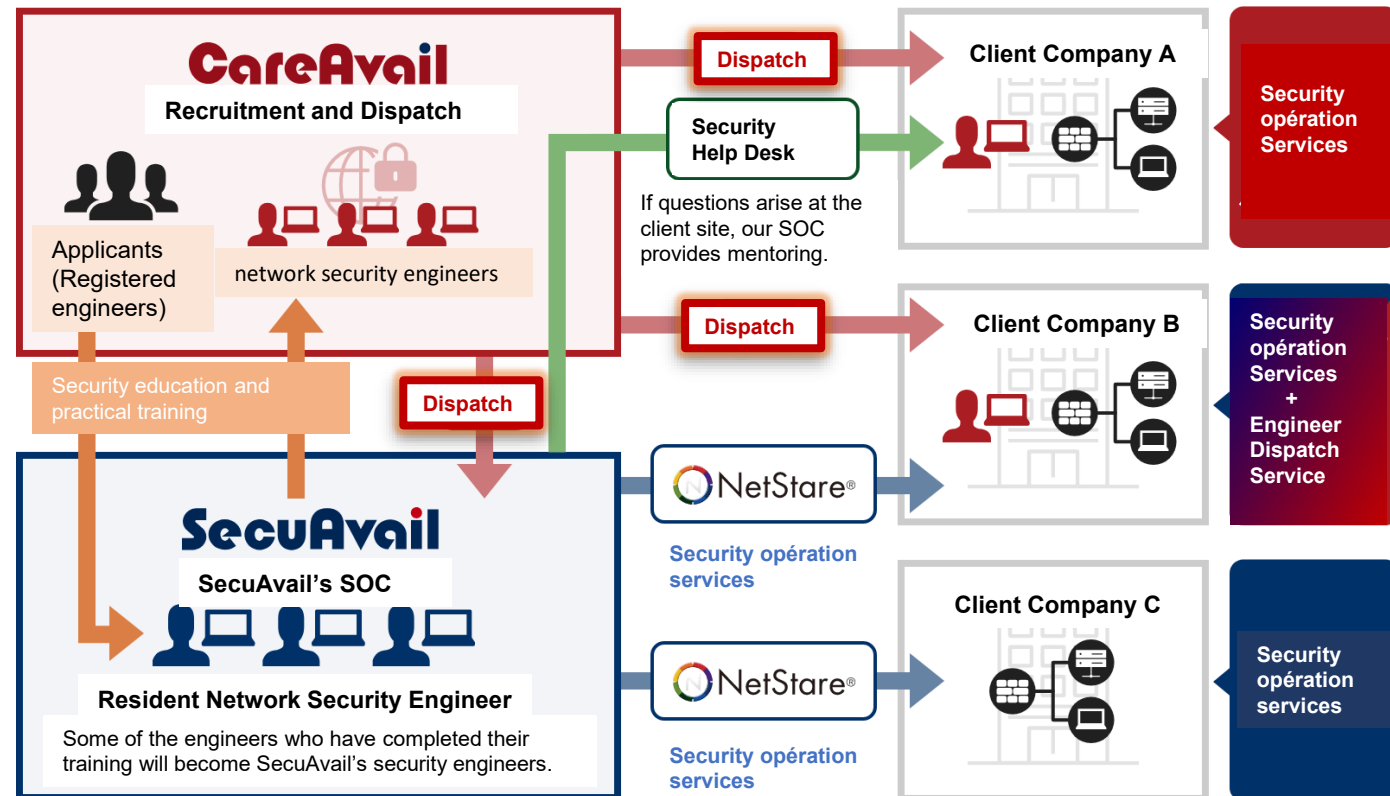 CareAvail
Recruitment and Dispatch
Applicants
(Registered
engineers)
network security engineers
Security education and
practical training
Dispatch
SecuAvail
SecuAvail's SOC
Resident Network Security Engineer
Some of the engineers who have completed their
training will become SecuAvail's security engineers.
Dispatch
Security
Help Desk
If questions arise at the
client site, our SOC
provides mentoring.
Dispatch
NetStare®
Security opération
services
NetStare®
Security opération
services
Client Company A
Client Company B
Client Company C
Security
opération
Services
Security
opération
Services
+
Engineer
Dispatch
Service
Security
opération
services